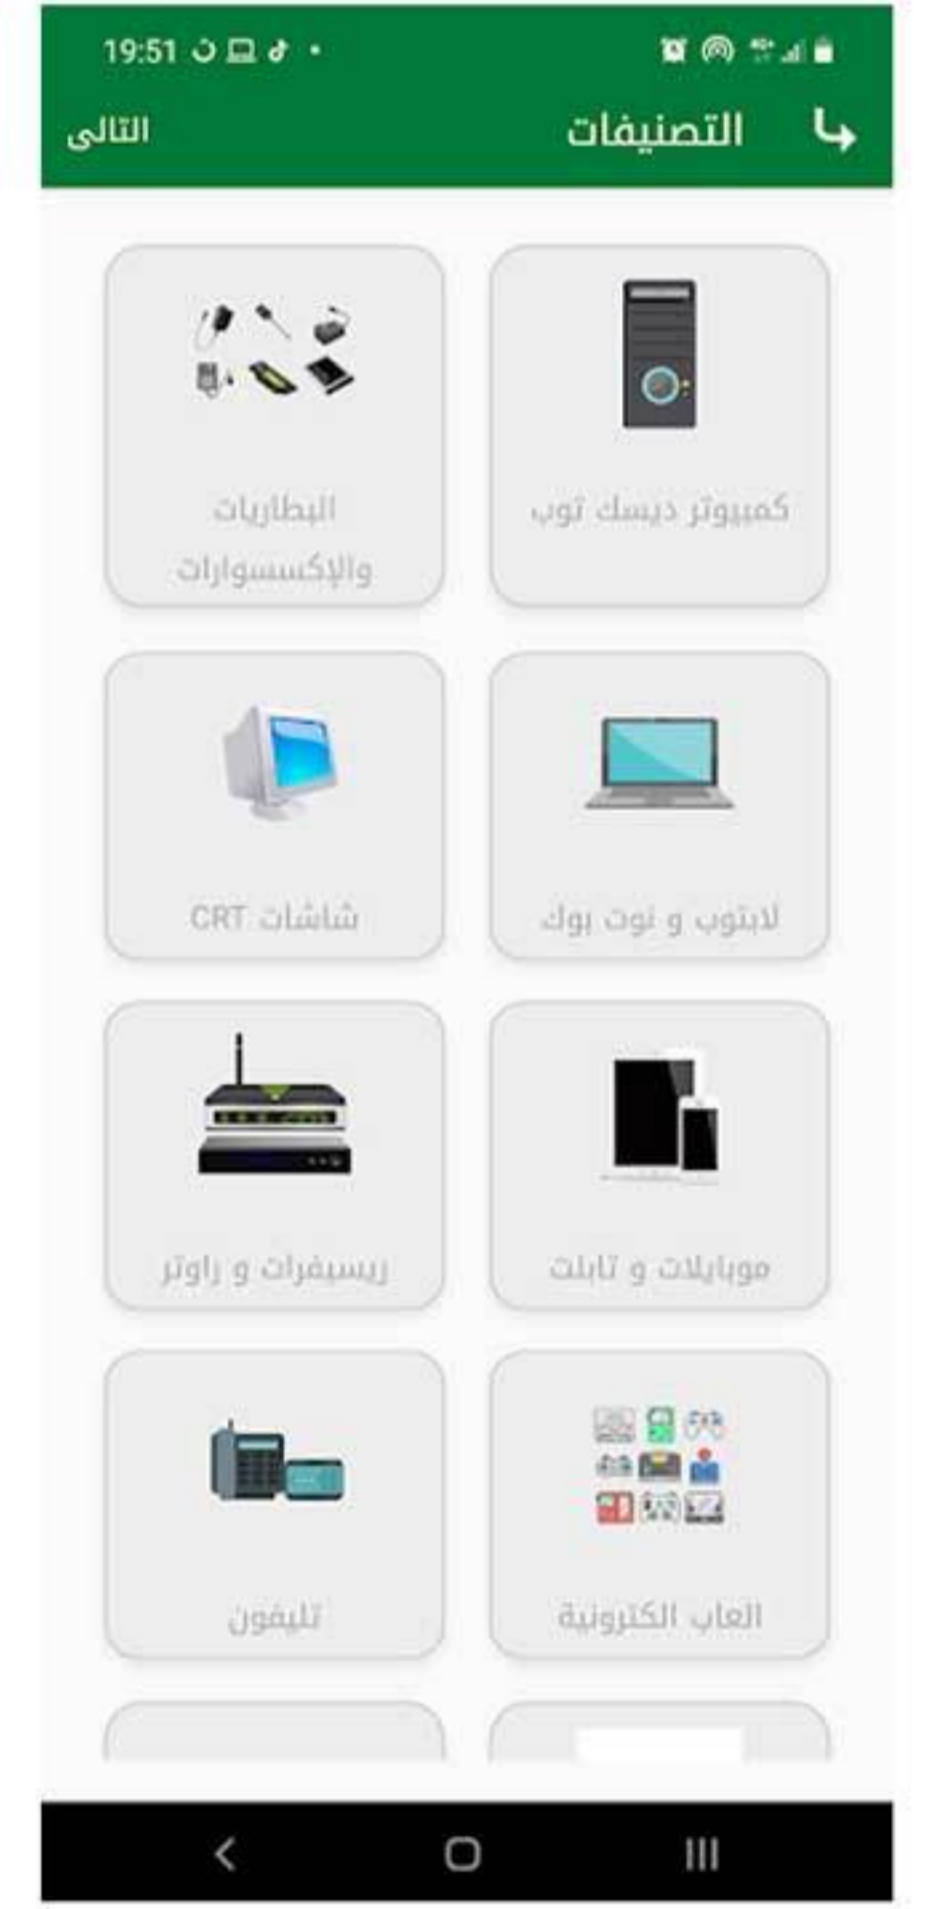 19:51
التصنيفات
التالى
كمبيوتر ديسك توب
البطاريات
والإكسسوارات
لابتوب و نوت بوك
شاشات CRT
موبايلات و تابلت
ريسيفرات و راوتر
العاب الكترونية
تليفون